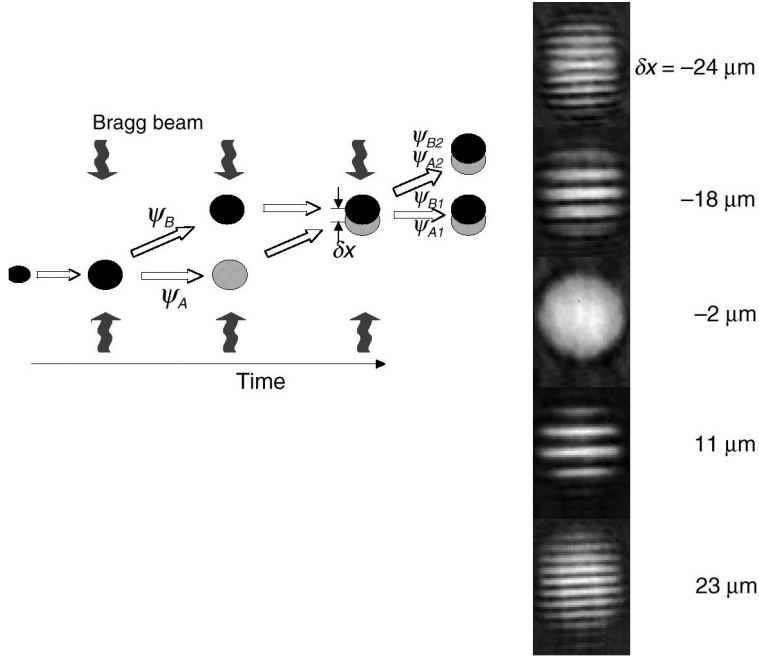 Bragg beam
ψB
ψA
δx
ψB2
ψA2
ψB1
ψA1
Time
δx = −24 μm
−18 μm
−2 μm
11 μm
23 μm